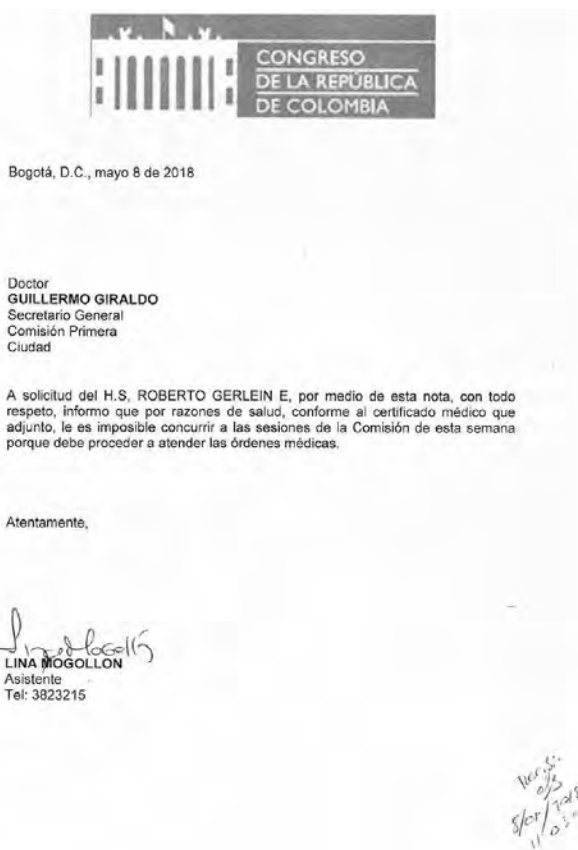 CONGRESO
DE LA REPÚBLICA
DE COLOMBIA
Bogotá, D.C., mayo 8 de 2018
Doctor
GUILLERMO GIRALDO
Secretario General
Comisión Primera
Ciudad
A solicitud del H.S, ROBERTO GERLEIN E, por medio de esta nota, con todo
respeto, informo que por razones de salud, conforme al certificado médico que
adjunto, le es imposible concurrir a las sesiones de la Comisión de esta semana
porque debe proceder a atender las órdenes médicas.
Atentamente,
LINA MOGOLLON
Asistente
Tel: 3823215